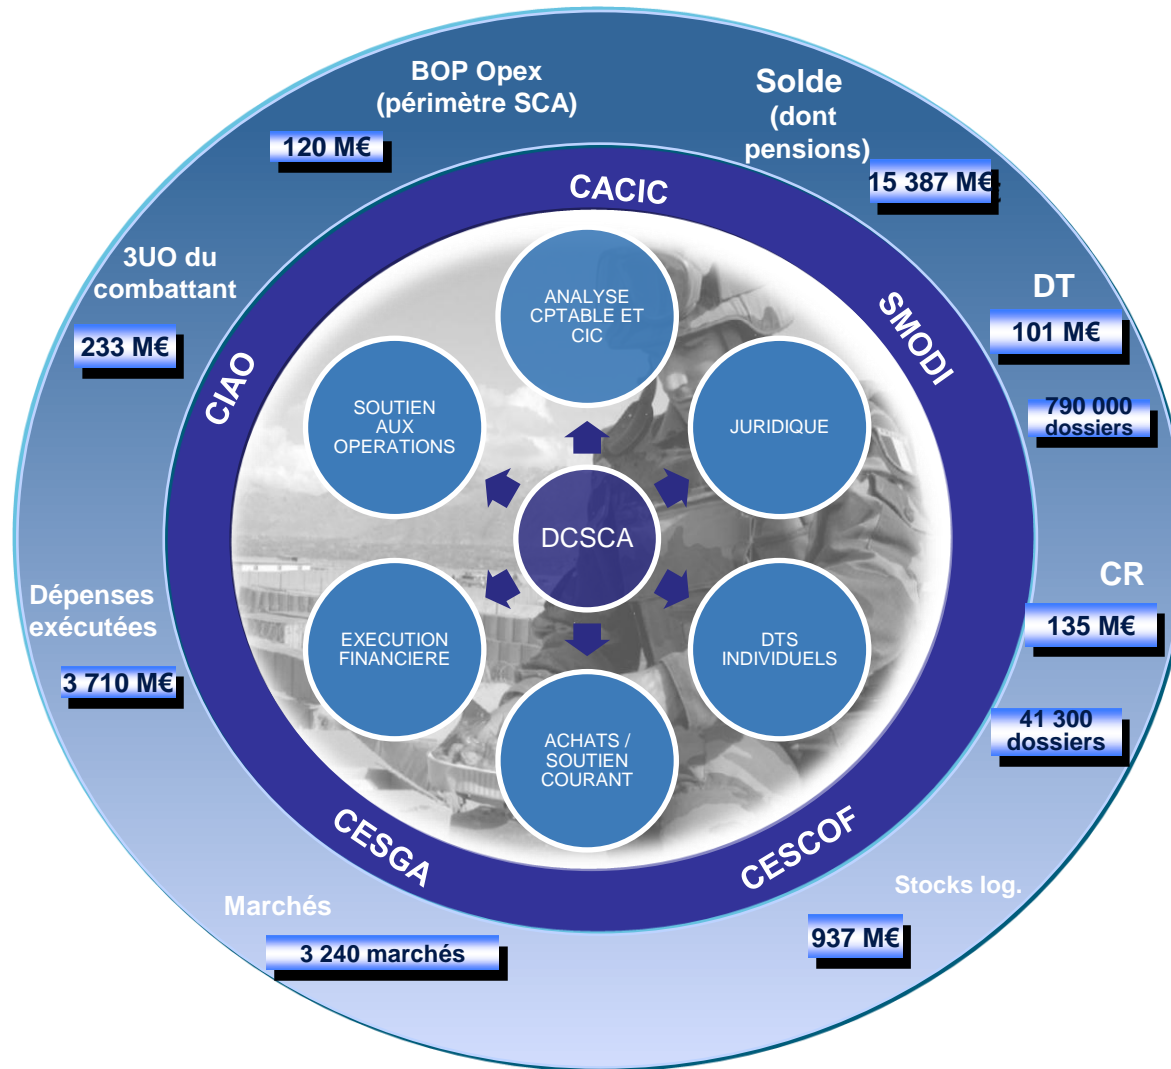 BOP Opex
(périmètre SCA)
120 M€
Solde
(dont
pensions)
15 387 M€
CACIC
3UO du
combattant
233 M€
DT
101 M€
790 000
dossiers
SMODI
CIAO
ANALYSE
CPTABLE ET
CIC
SOUTIEN
AUX
OPERATIONS
JURIDIQUE
DCSCA
Dépenses
exécutées
3 710 M€
CR
135 M€
41 300
dossiers
EXECUTION
FINANCIERE
DTS
INDIVIDUELS
ACHATS /
SOUTIEN
COURANT
CESGA
CESCOF
Marchés
3 240 marchés
Stocks log.
937 M€